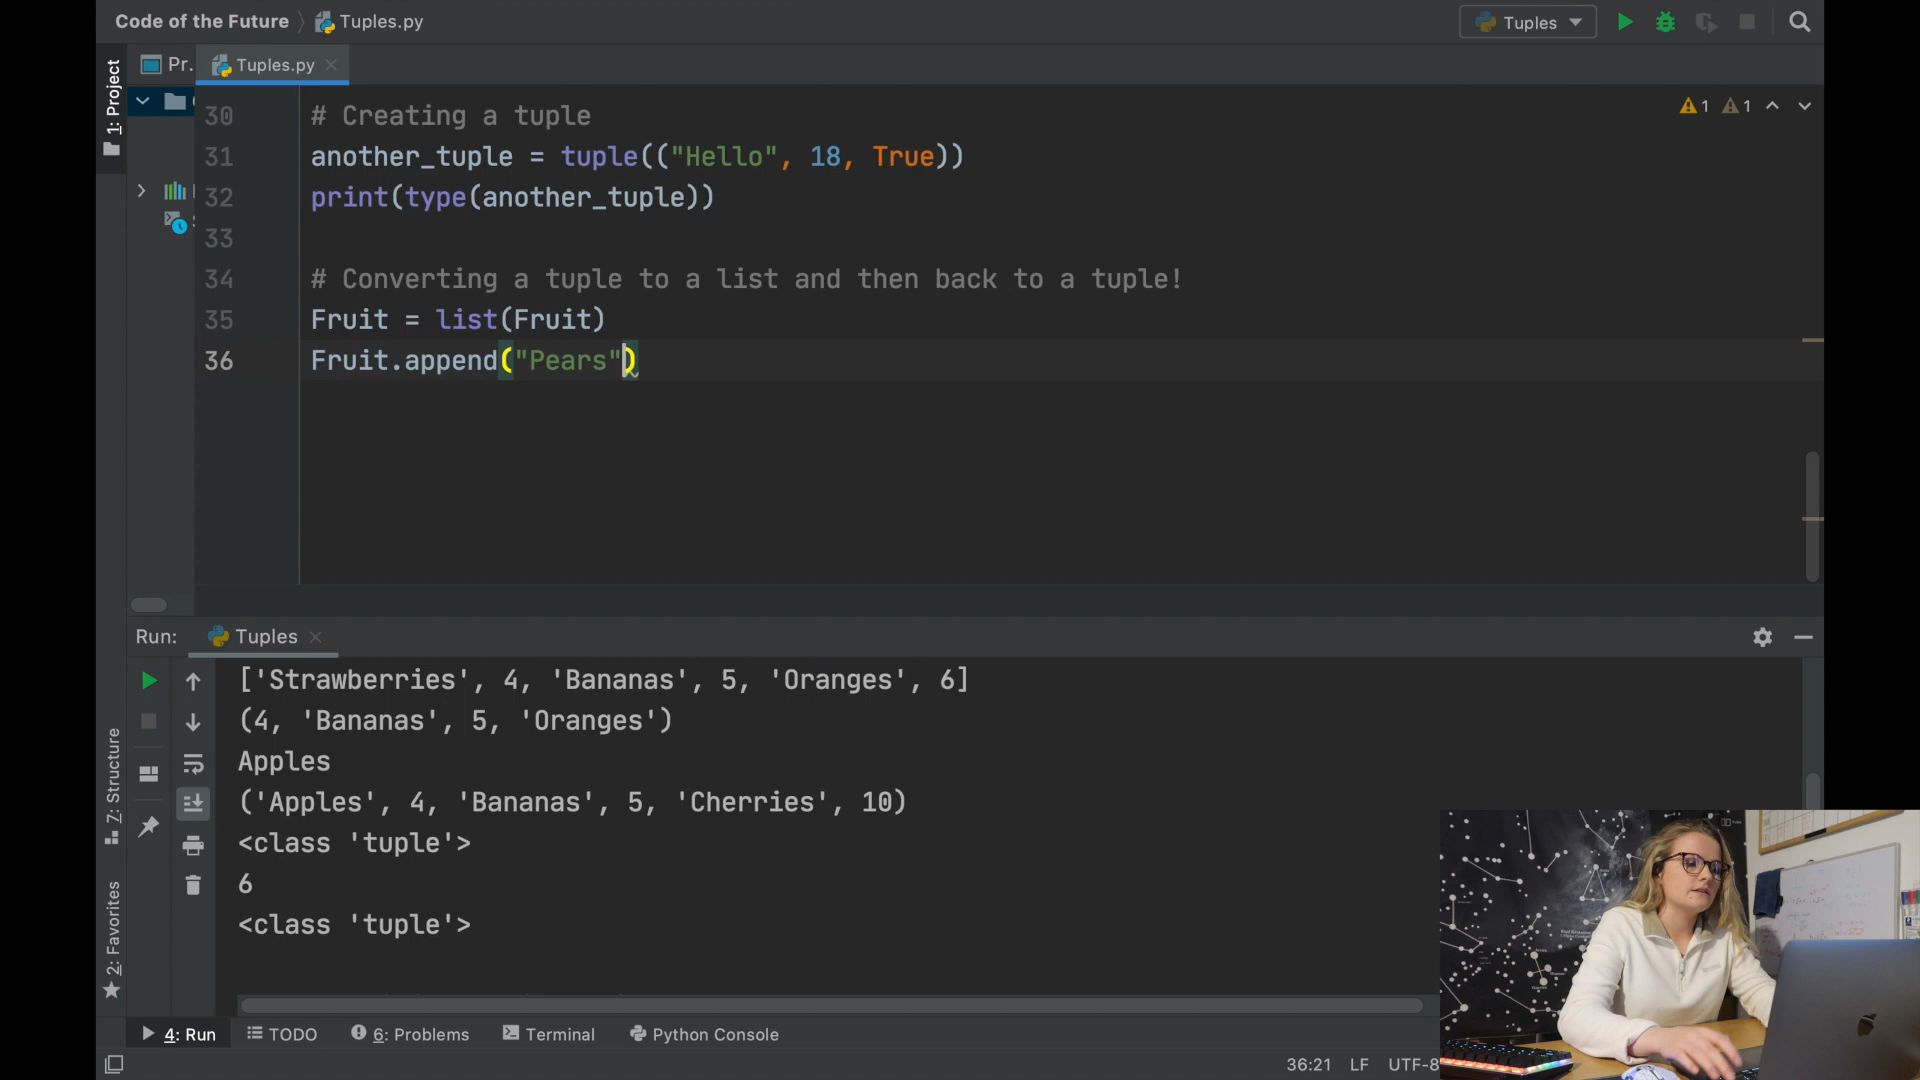 Code of the Future
Tuples.py
Tuples
1: Project
Pr.
Tuples.py
1
1
30
# Creating a tuple
31
another_tuple = tuple(("Hello", 18, True))
32
print(type(another_tuple))
33
34
# Converting a tuple to a list and then back to a tuple!
35
Fruit = list(Fruit)
36
Fruit.append("Pears")
Run:
Tuples
['Strawberries', 4, 'Bananas', 5, 'Oranges', 6]
(4, 'Bananas', 5, 'Oranges')
Apples
('Apples', 4, 'Bananas', 5, 'Cherries', 10)
<class 'tuple'>
6
<class 'tuple'>
7: Structure
2: Favorites
4: Run
TODO
6: Problems
Terminal
Python Console
36:21
LF
UTF-8